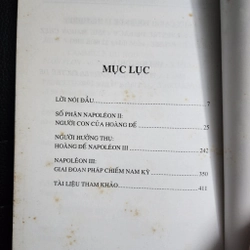 MỤC LỤC
LỜI NÓI ĐẦU 7
SỐ PHẬN NAPOLÉON II:
NGƯỜI CON CỦA HOÀNG ĐẾ 25
NGƯỜI HƯỞNG THỤ:
HOÀNG ĐẾ NAPOLÉON III 242
NAPOLÉON III:
GIAI ĐOẠN PHÁP CHIẾM NAM KỲ 350
TÀI LIỆU THAM KHẢO 411